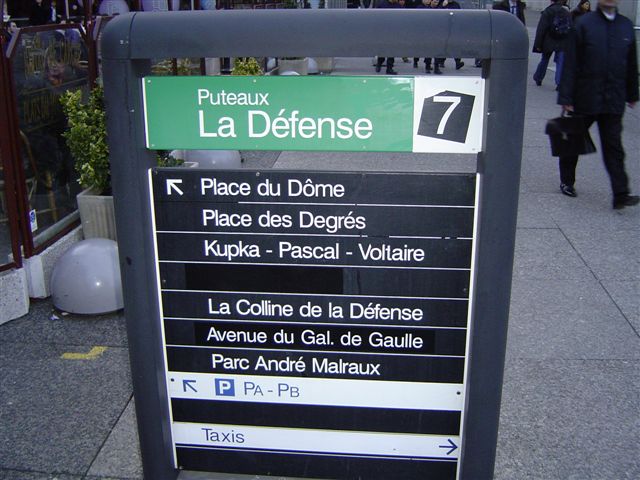 Puteaux
La Défense
7
Place du Dôme
Place des Degrés
Kupka - Pascal - Voltaire
La Colline de la Défense
Avenue du Gal. de Gaulle
Parc André Malraux
P PA - PB
Taxis